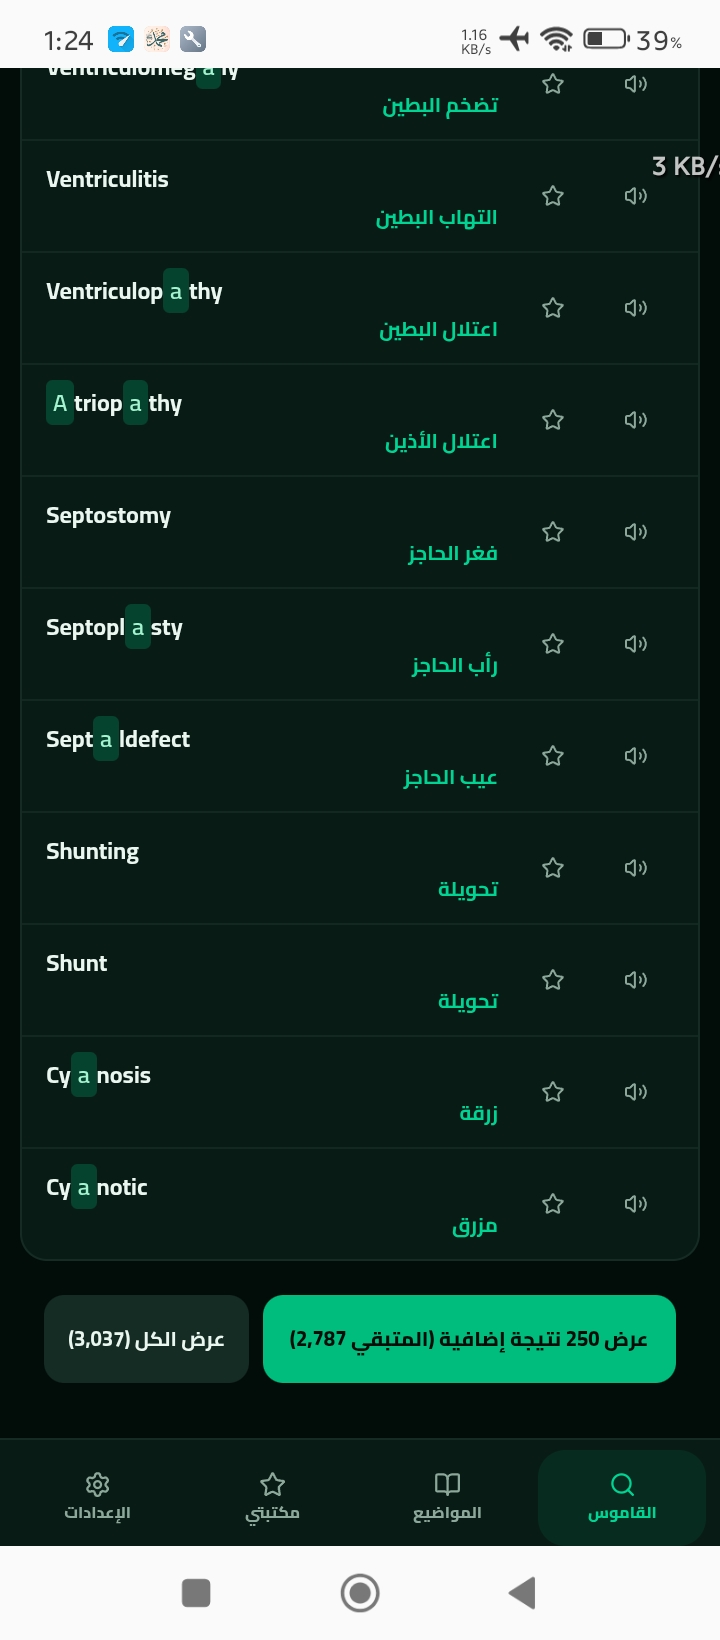 1:24
1.16 KB/s
39%
Ventriculomegaly
تضخم البطين
3 KB/s
Ventriculitis
التهاب البطين
Ventriculopathy
اعتلال البطين
Atriopathy
اعتلال الأذين
Septostomy
فغر الحاجز
Septoplasty
رأب الحاجز
Septaldefect
عيب الحاجز
Shunting
تحويلة
Shunt
تحويلة
Cyanosis
زرقة
Cyanotic
مزرق
عرض 250 نتيجة إضافية (المتبقي 2,787)
عرض الكل (3,037)
القاموس
المواضيع
مكتبتي
الإعدادات